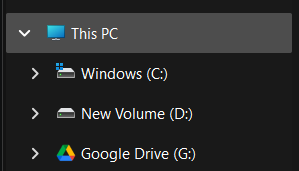 This PC
Windows (C:)
New Volume (D:)
Google Drive (G:)